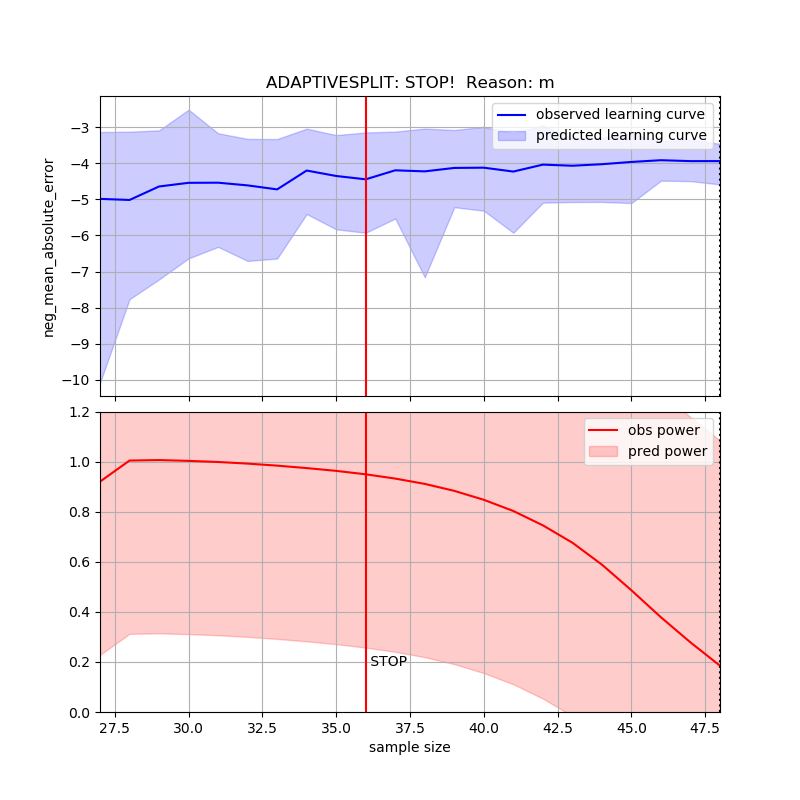 ADAPTIVESPLIT: STOP!  Reason: m
observed learning curve
predicted learning curve
neg_mean_absolute_error
−3
−4
−5
−6
−7
−8
−9
−10
obs power
pred power
1.2
1.0
0.8
0.6
0.4
0.2
0.0
STOP
27.5 30.0 32.5 35.0 37.5 40.0 42.5 45.0 47.5
sample size